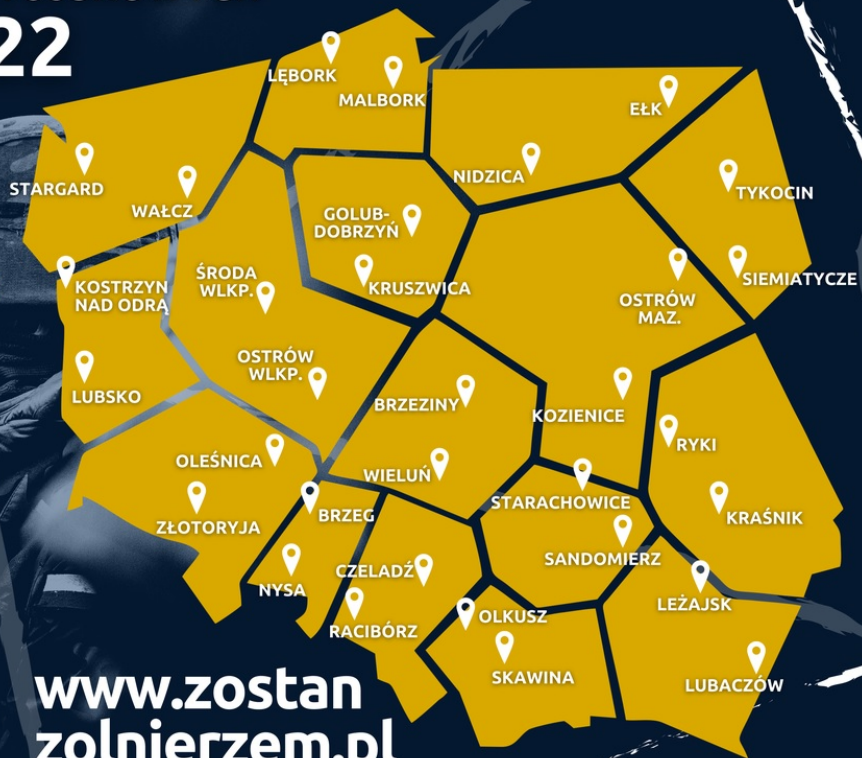 22
LĘBORK
MALBORK
EŁK
STARGARD
WAŁCZ
NIDZICA
TYKOCIN
GOLUB-
DOBRZYŃ
KOSTRZYN
NAD ODRĄ
ŚRODA
WLKP.
KRUSZWICA
OSTRÓW
MAZ.
SIEMIATYCZE
LUBSKO
OSTRÓW
WLKP.
BRZEZINY
KOZIENICE
RYKI
OLEŚNICA
WIELUŃ
STARACHOWICE
ZŁOTORYJA
BRZEG
KRAŚNIK
NYSA
CZELADŹ
SANDOMIERZ
RACIBÓRZ
OLKUSZ
LEŻAJSK
SKAWINA
LUBACZÓW
www.zostan
zolnierzem.pl